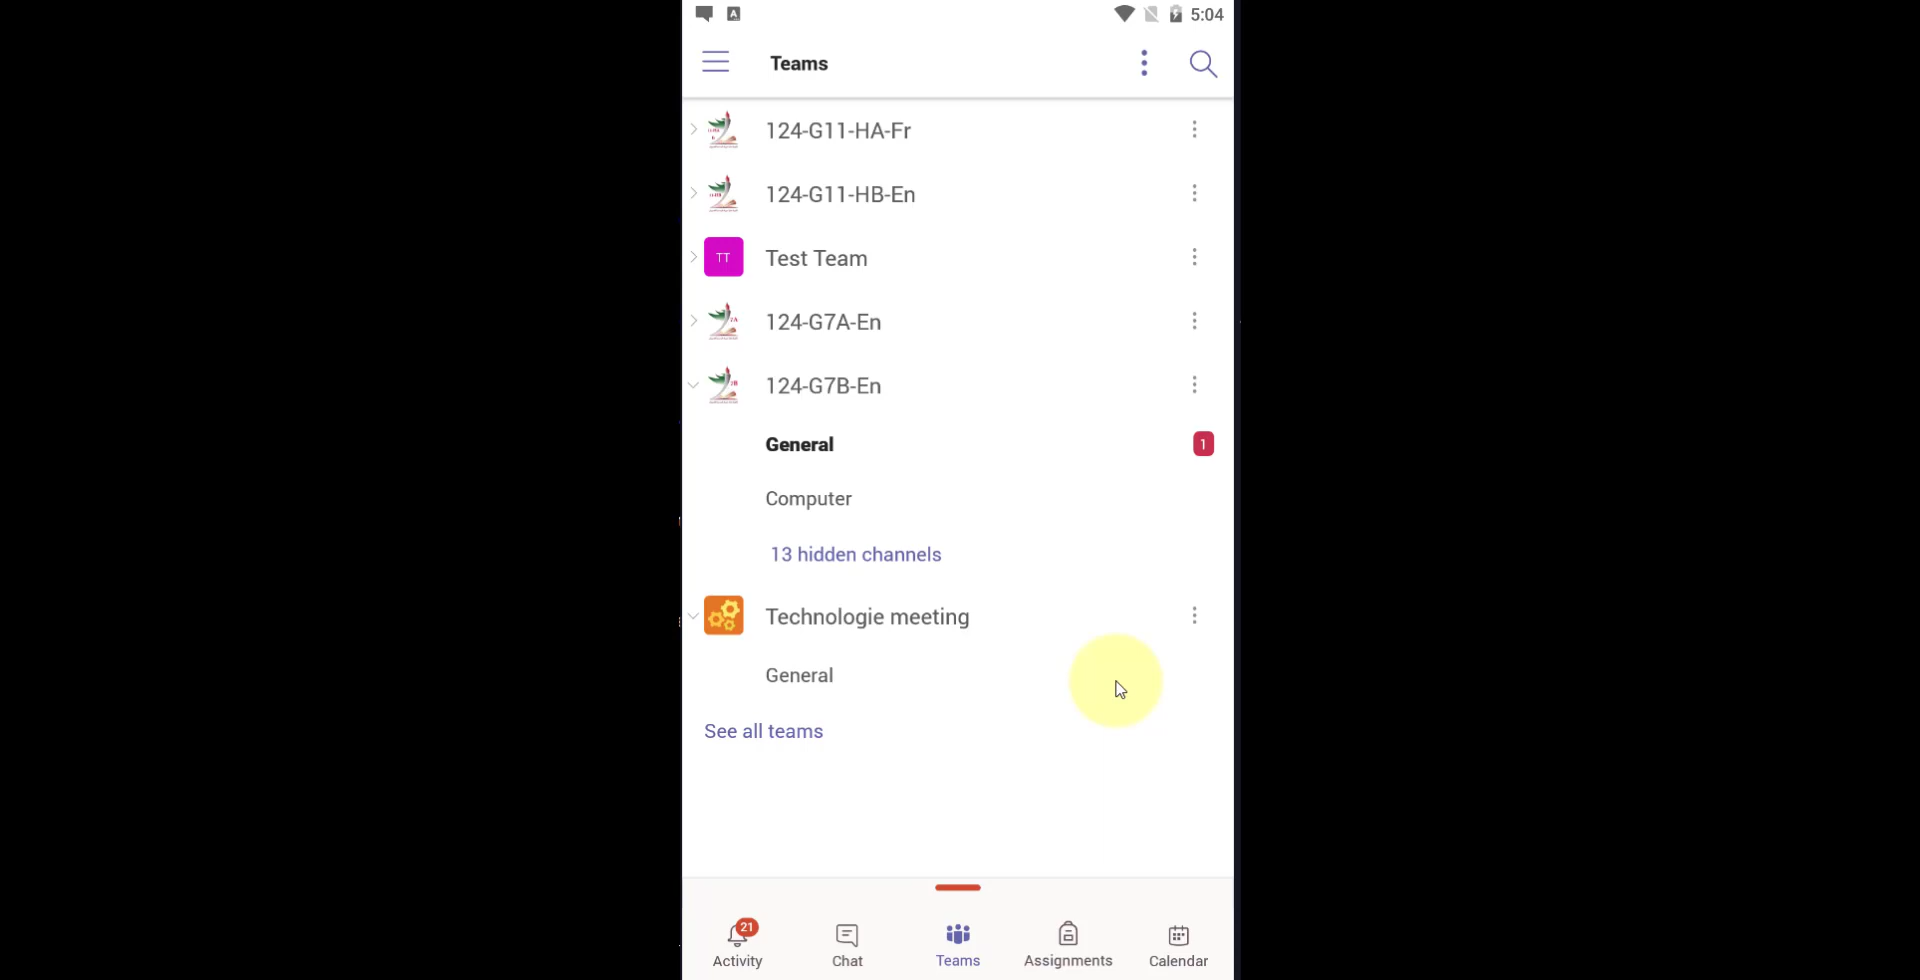 A 5:04
Teams
124-G11-HA-Fr
124-G11-HB-En
TT Test Team
124-G7A-En
124-G7B-En
General 1
Computer
13 hidden channels
Technologie meeting
General
See all teams
21
Activity Chat Teams Assignments Calendar